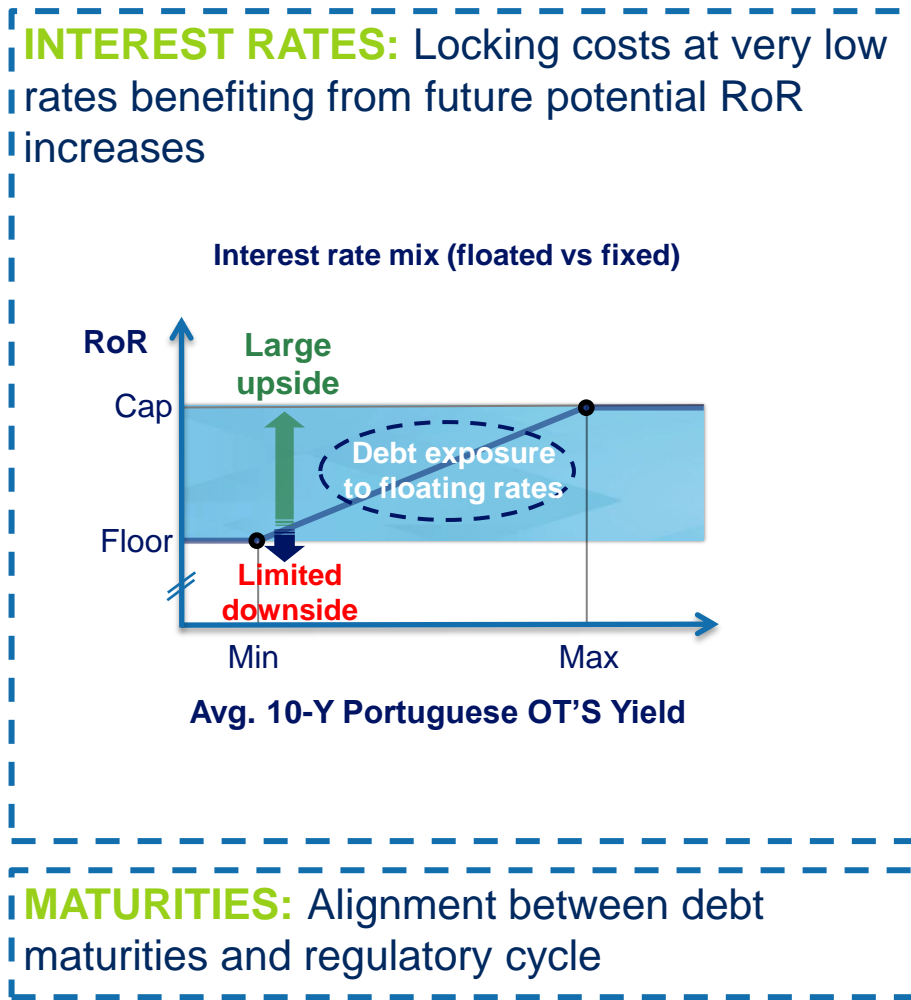 INTEREST RATES: Locking costs at very low
rates benefiting from future potential RoR
increases
Interest rate mix (floated vs fixed)
RoR
Large
upside
Cap
Debt exposure
to floating rates
Floor
Limited
downside
Min
Max
Avg. 10-Y Portuguese OT'S Yield
MATURITIES: Alignment between debt
maturities and regulatory cycle